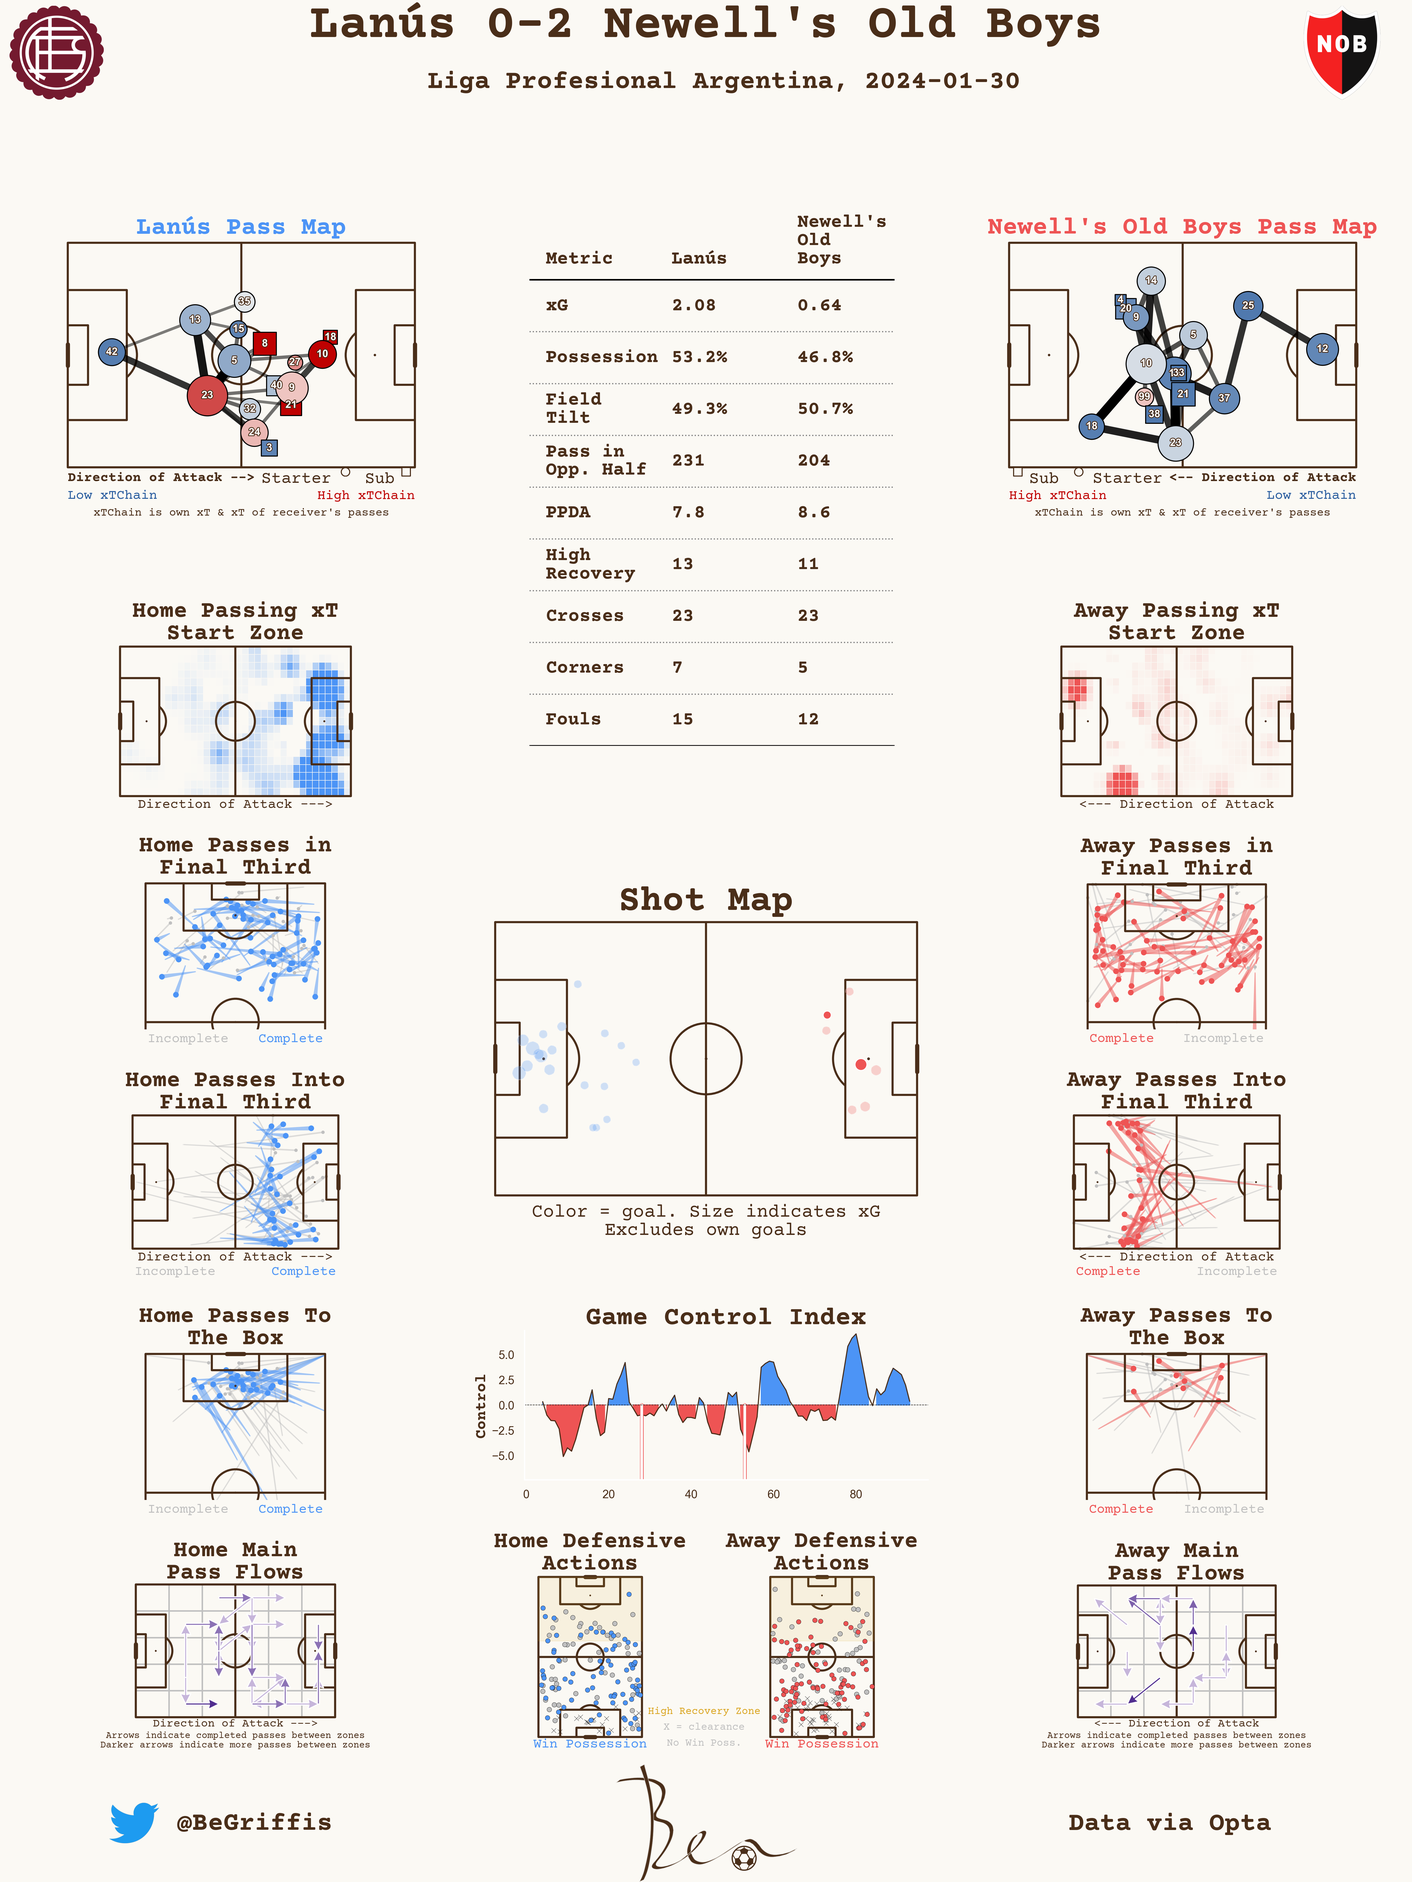 Lanús 0-2 Newell's Old Boys
NOB
Liga Profesional Argentina, 2024-01-30
Lanús Pass Map
35
13
15
8
18
42
5
27
10
40
9
23
21
32
24
3
Direction of Attack --> Starter Sub
Low xTChain High xTChain
xTChain is own xT & xT of receiver's passes
Metric Lanús Newell's
Old
Boys
xG 2.08 0.64
Possession 53.2% 46.8%
Field
Tilt 49.3% 50.7%
Pass in
Opp. Half 231 204
PPDA 7.8 8.6
High
Recovery 13 11
Crosses 23 23
Corners 7 5
Fouls 15 12
Newell's Old Boys Pass Map
14
4
20
9
25
5
12
10
33
21
99
37
38
18
23
Sub Starter <-- Direction of Attack
High xTChain Low xTChain
xTChain is own xT & xT of receiver's passes
Home Passing xT
Start Zone
Direction of Attack --->
Away Passing xT
Start Zone
<--- Direction of Attack
Home Passes in
Final Third
Incomplete Complete
Shot Map
Color = goal. Size indicates xG
Excludes own goals
Away Passes in
Final Third
Complete Incomplete
Home Passes Into
Final Third
Direction of Attack --->
Incomplete Complete
Away Passes Into
Final Third
<--- Direction of Attack
Complete Incomplete
Home Passes To
The Box
Incomplete Complete
Game Control Index
Control
5.0
2.5
0.0
−2.5
−5.0
0 20 40 60 80
Away Passes To
The Box
Complete Incomplete
Home Main
Pass Flows
Direction of Attack --->
Arrows indicate completed passes between zones
Darker arrows indicate more passes between zones
Home Defensive
Actions
Win Possession
High Recovery Zone
X = clearance
No Win Poss.
Away Defensive
Actions
Win Possession
Away Main
Pass Flows
<--- Direction of Attack
Arrows indicate completed passes between zones
Darker arrows indicate more passes between zones
@BeGriffis
Ben
Data via Opta